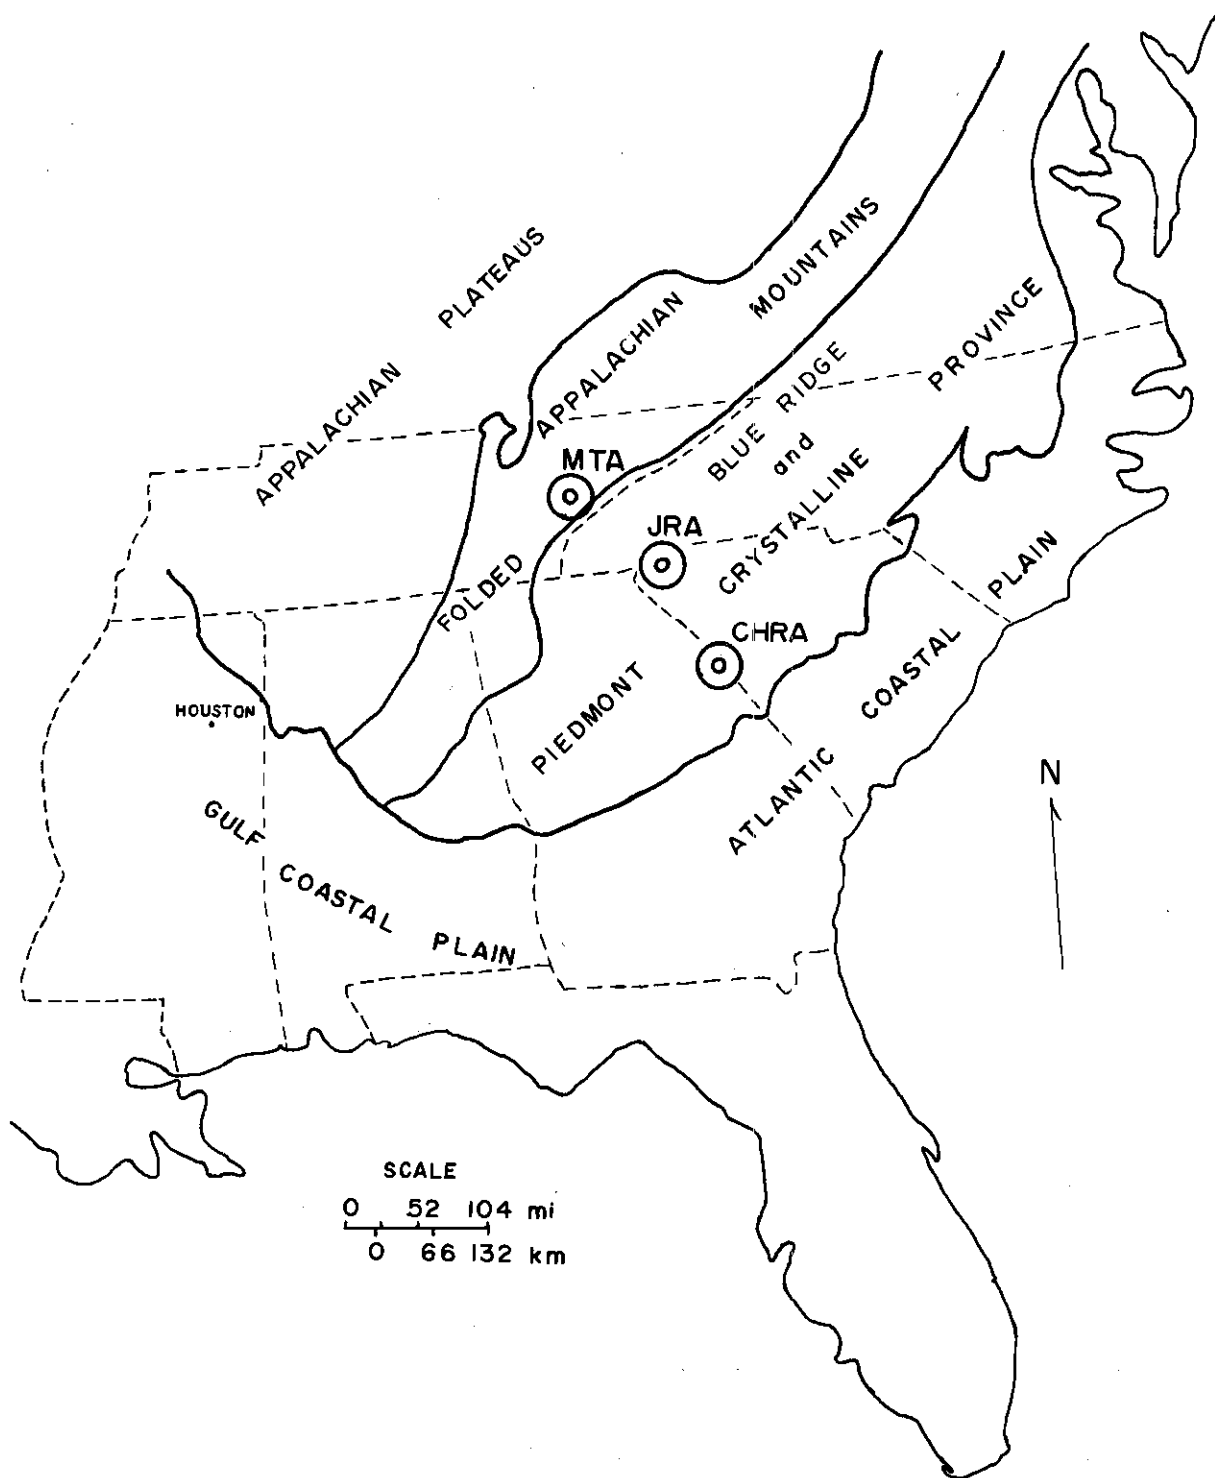 APPALACHIAN PLATEAUS
FOLDED APPALACHIAN MOUNTAINS
BLUE RIDGE
and
PIEDMONT CRYSTALLINE PROVINCE
MTA
JRA
CHRA
HOUSTON
ATLANTIC COASTAL PLAIN
GULF COASTAL PLAIN
N
SCALE
0 52 104 mi
0 66 132 km